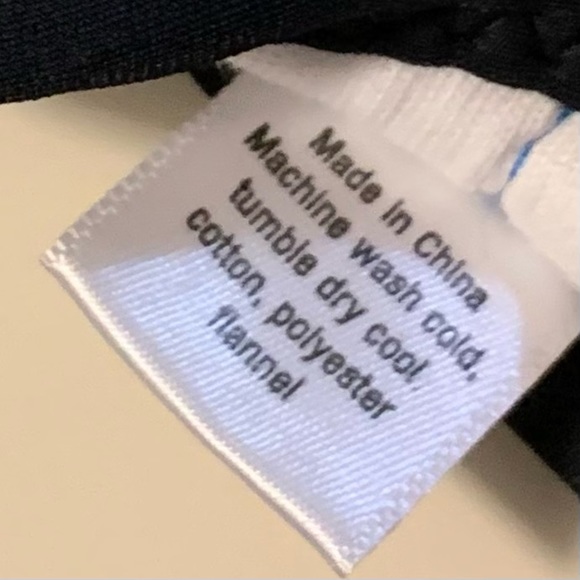 Made in China
Machine wash cold,
tumble dry cool,
cotton, polyester
flannel